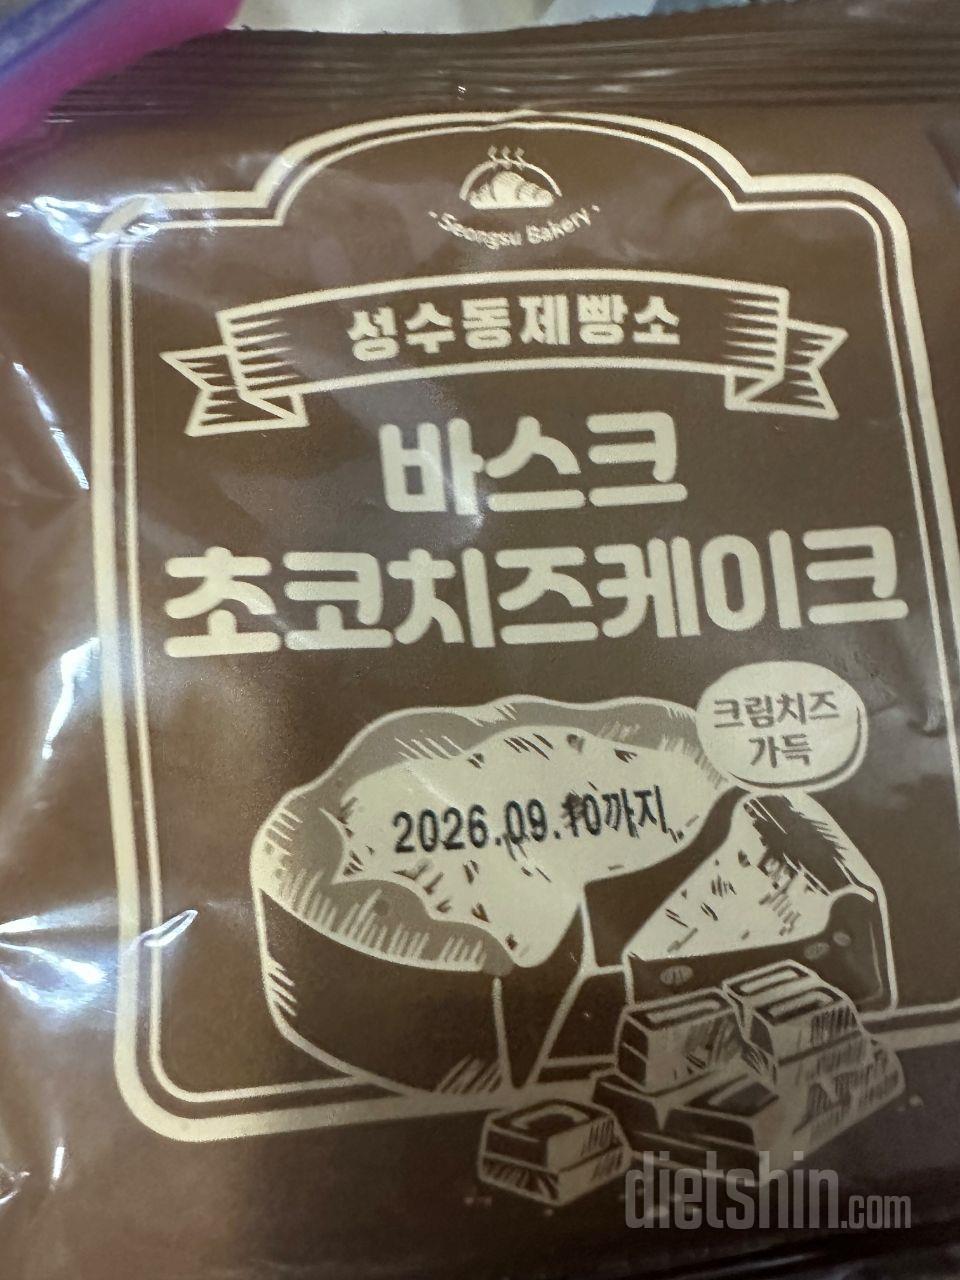 Seongsu Bakery
성수동제빵소
바스크
초코치즈케이크
크림치즈
가득
2026.09.10까지
dietshin.com